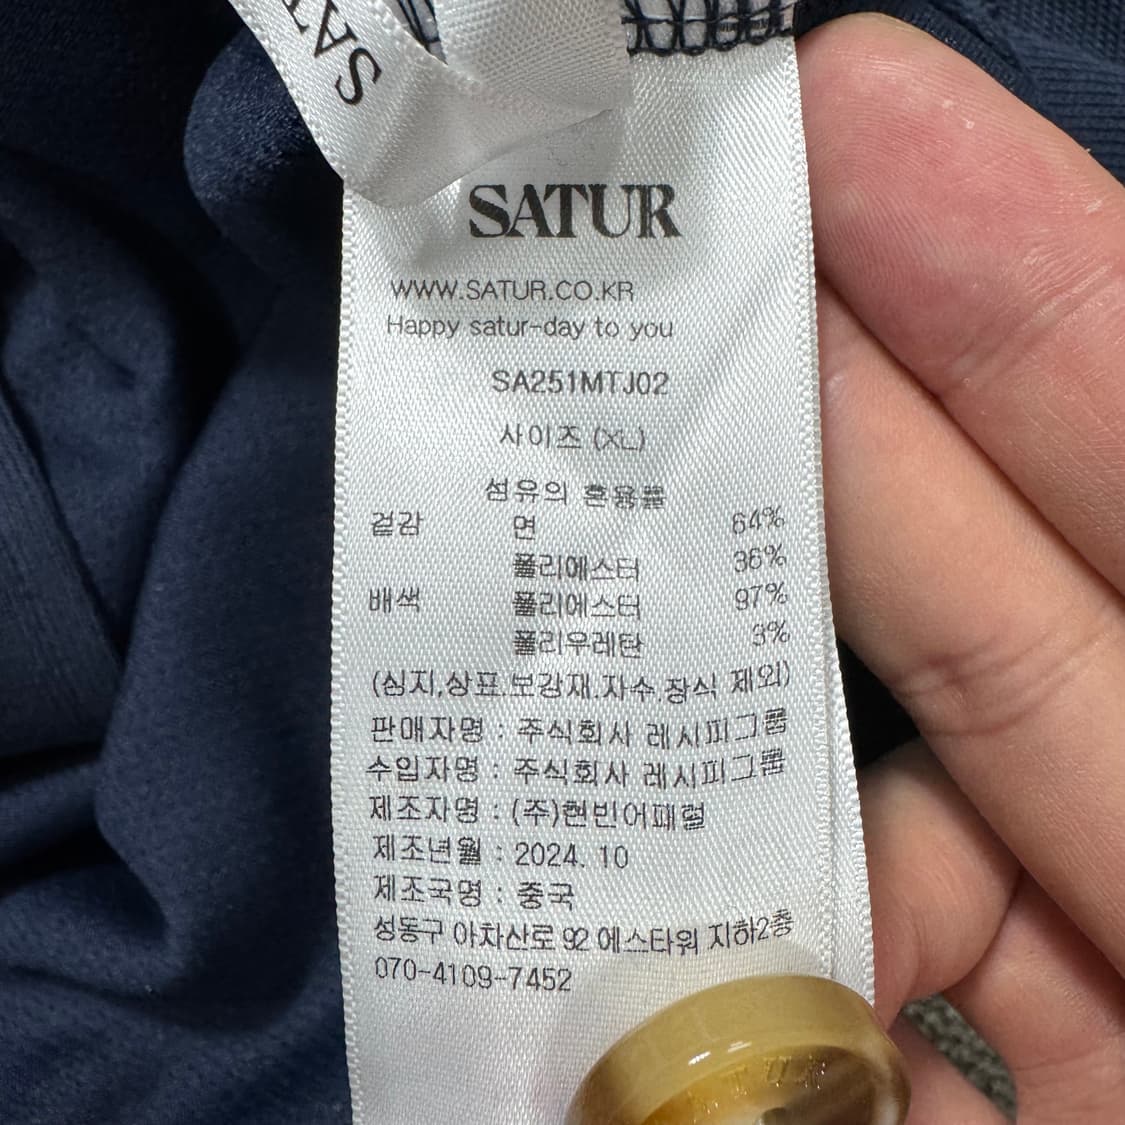 SAT
SATUR
WWW.SATUR.CO.KR
Happy satur-day to you
SA251MTJ02
사이즈 (XL)
섬유의 혼용률
겉감 면 64%
폴리에스터 36%
배색 폴리에스터 97%
폴리우레탄 3%
(심지,상표,보강재,자수,장식 제외)
판매자명 : 주식회사 레시피그룹
수입자명 : 주식회사 레시피그룹
제조자명 : (주)현빈어패럴
제조년월 : 2024. 10
제조국명 : 중국
성동구 아차산로 92 에스타워 지하2층
070-4109-7452